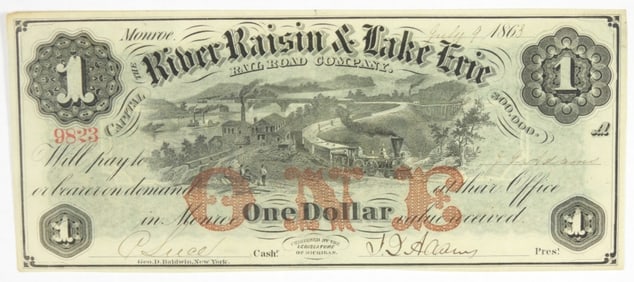 Monroe, July 9 1863
THE River Raisin & Lake Erie
RAIL ROAD COMPANY.
1 1
CAPITAL 300,000.
9823 A
Will pay to
or bearer on demand at their Office
ONE
in Monroe One Dollar value received.
1 1
CHARTERED BY THE
LEGISLATURE
OF MICHIGAN.
Cash. Pres!
Geo. D. Baldwin, New York.